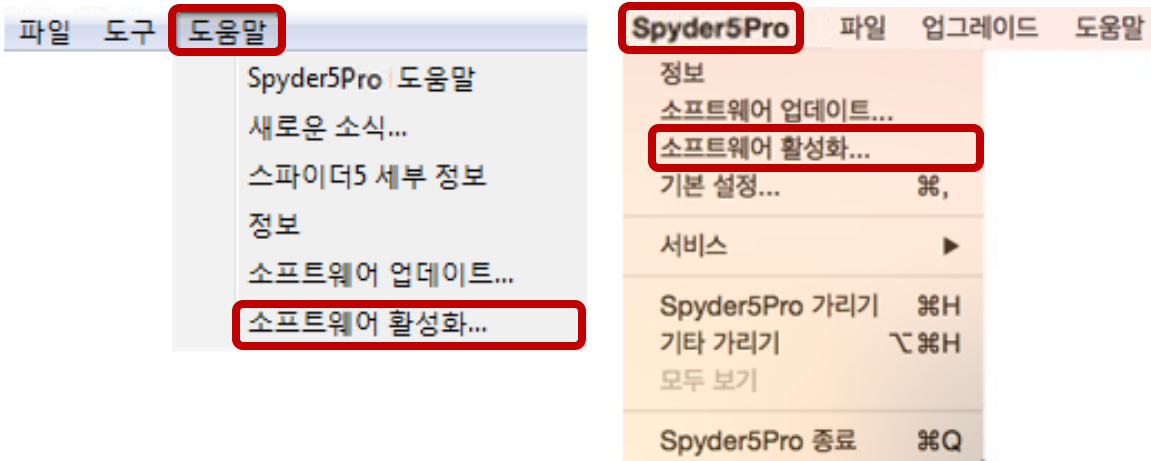 파일 도구 도움말
Spyder5Pro 도움말
새로운 소식...
스파이더5 세부 정보
정보
소프트웨어 업데이트...
소프트웨어 활성화...
Spyder5Pro 파일 업그레이드 도움말
정보
소프트웨어 업데이트...
소프트웨어 활성화...
기본 설정... ⌘,
서비스 ▶
Spyder5Pro 가리기 ⌘H
기타 가리기 ⌥⌘H
모두 보기
Spyder5Pro 종료 ⌘Q